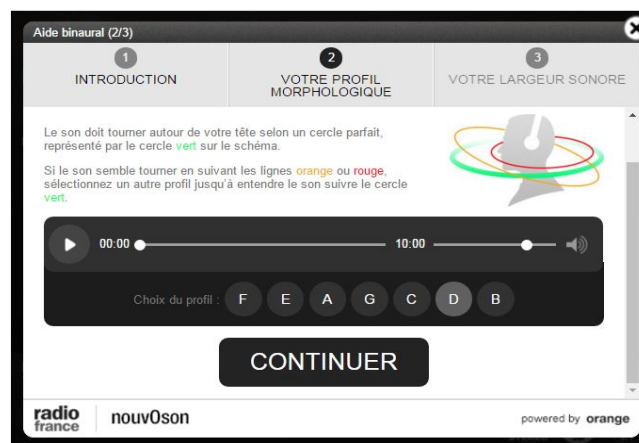 Aide binaural (2/3)
1
INTRODUCTION
2
VOTRE PROFIL
MORPHOLOGIQUE
3
VOTRE LARGEUR SONORE
Le son doit tourner autour de votre tête selon un cercle parfait,
représenté par le cercle vert sur le schéma.
Si le son semble tourner en suivant les lignes orange ou rouge,
sélectionnez un autre profil jusqu'à entendre le son suivre le cercle
vert.
00:00 10:00
Choix du profil : F E A G C D B
CONTINUER
radio
france
nouvOson
powered by orange